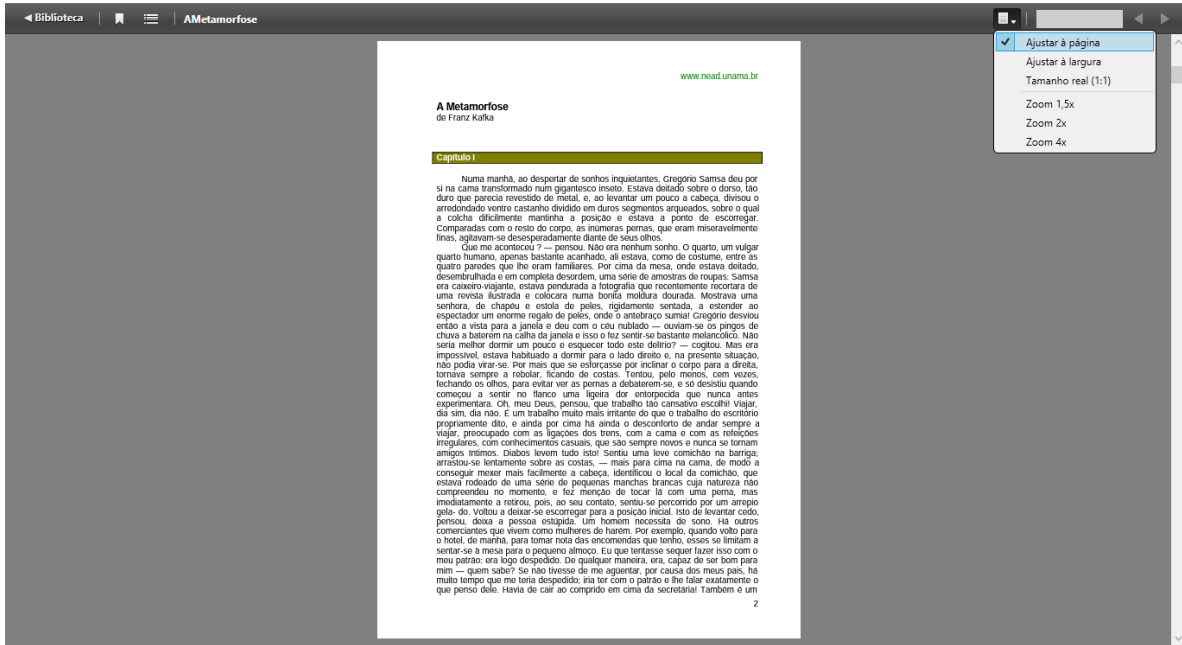 ◄ Biblioteca
AMetamorfose
Ajustar à página
Ajustar à largura
Tamanho real (1:1)
Zoom 1,5x
Zoom 2x
Zoom 4x
www.nead.unama.br
A Metamorfose
de Franz Kafka
Capítulo I
Numa manhã, ao despertar de sonhos inquietantes, Gregório Samsa deu por
si na cama transformado num gigantesco inseto. Estava deitado sobre o dorso, tão
duro que parecia revestido de metal, e, ao levantar um pouco a cabeça, divisou o
arredondado ventre castanho dividido em duros segmentos arqueados, sobre o qual
a colcha dificilmente mantinha a posição e estava a ponto de escorregar.
Comparadas com o resto do corpo, as inúmeras pernas, que eram miseravelmente
finas, agitavam-se desesperadamente diante de seus olhos.
Que me aconteceu ? — pensou. Não era nenhum sonho. O quarto, um vulgar
quarto humano, apenas bastante acanhado, ali estava, como de costume, entre as
quatro paredes que lhe eram familiares. Por cima da mesa, onde estava deitado,
desembrulhada e em completa desordem, uma série de amostras de roupas: Samsa
era caixeiro-viajante, estava pendurada a fotografia que recentemente recortara de
uma revista ilustrada e colocara numa bonita moldura dourada. Mostrava uma
senhora, de chapéu e estola de peles, rigidamente sentada, a estender ao
espectador um enorme regalo de peles, onde o antebraço sumia! Gregório desviou
então a vista para a janela e deu com o céu nublado — ouviam-se os pingos de
chuva a baterem na calha da janela e isso o fez sentir-se bastante melancólico. Não
seria melhor dormir um pouco e esquecer todo este delírio? — cogitou. Mas era
impossível, estava habituado a dormir para o lado direito e, na presente situação,
não podia virar-se. Por mais que se esforçasse por inclinar o corpo para a direita,
tornava sempre a rebolar, ficando de costas. Tentou, pelo menos, cem vezes,
fechando os olhos, para evitar ver as pernas a debaterem-se, e só desistiu quando
começou a sentir no flanco uma ligeira dor entorpecida que nunca antes
experimentara. Oh, meu Deus, pensou, que trabalho tão cansativo escolhi! Viajar,
dia sim, dia não. É um trabalho muito mais irritante do que o trabalho do escritório
propriamente dito, e ainda por cima há ainda o desconforto de andar sempre a
viajar, preocupado com as ligações dos trens, com a cama e com as refeições
irregulares, com conhecimentos casuais, que são sempre novos e nunca se tornam
amigos íntimos. Diabos levem tudo isto! Sentiu uma leve comichão na barriga;
arrastou-se lentamente sobre as costas, — mais para cima na cama, de modo a
conseguir mexer mais facilmente a cabeça, identificou o local da comichão, que
estava rodeado de uma série de pequenas manchas brancas cuja natureza não
compreendeu no momento, e fez menção de tocar lá com uma perna, mas
imediatamente a retirou, pois, ao seu contato, sentiu-se percorrido por um arrepio
gela- do. Voltou a deixar-se escorregar para a posição inicial. Isto de levantar cedo,
pensou, deixa a pessoa estúpida. Um homem necessita de sono. Há outros
comerciantes que vivem como mulheres de harém. Por exemplo, quando volto para
o hotel, de manhã, para tomar nota das encomendas que tenho, esses se limitam a
sentar-se à mesa para o pequeno almoço. Eu que tentasse sequer fazer isso com o
meu patrão: era logo despedido. De qualquer maneira, era, capaz de ser bom para
mim — quem sabe? Se não tivesse de me agüentar, por causa dos meus pais, há
muito tempo que me teria despedido; iria ter com o patrão e lhe falar exatamente o
que penso dele. Havia de cair ao comprido em cima da secretária! Também é um
2